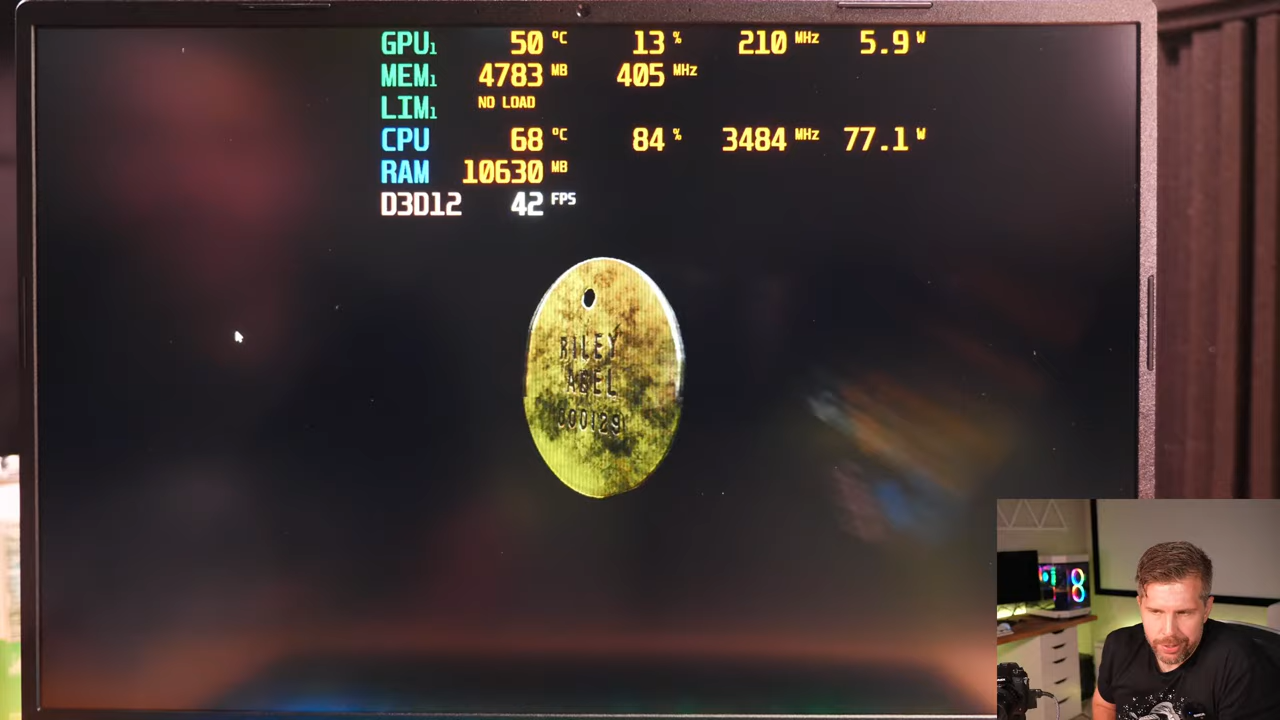 GPU1 50 °C 13 % 210 MHz 5.9 W
MEM1 4783 MB 405 MHz
LIM1 NO LOAD
CPU 68 °C 84 % 3484 MHz 77.1 W
RAM 10630 MB
D3D12 42 FPS
RILEY
ABEL
000129